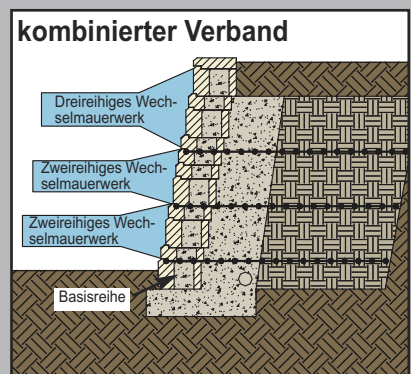 kombinierter Verband
Dreireihiges Wech-
selmauerwerk
Zweireihiges Wech-
selmauerwerk
Zweireihiges Wech-
selmauerwerk
Basisreihe